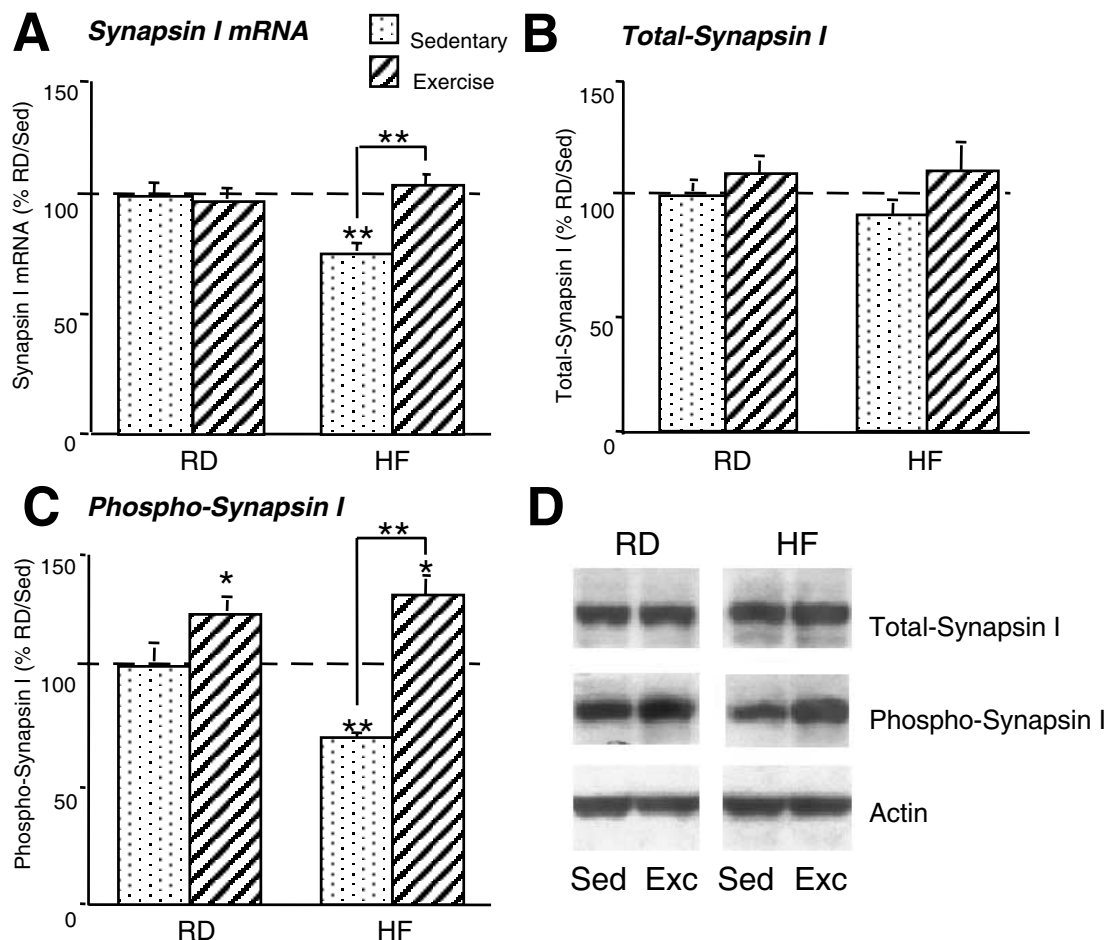 A Synapsin I mRNA
Sedentary
Exercise
Synapsin I mRNA (% RD/Sed)
150
100
50
0
**
**
RD HF
B Total-Synapsin I
Total-Synapsin I (% RD/Sed)
150
100
50
0
RD HF
C Phospho-Synapsin I
Phospho-Synapsin I (% RD/Sed)
150
100
50
0
*
**
*
**
RD HF
D
RD HF
Total-Synapsin I
Phospho-Synapsin I
Actin
Sed Exc Sed Exc